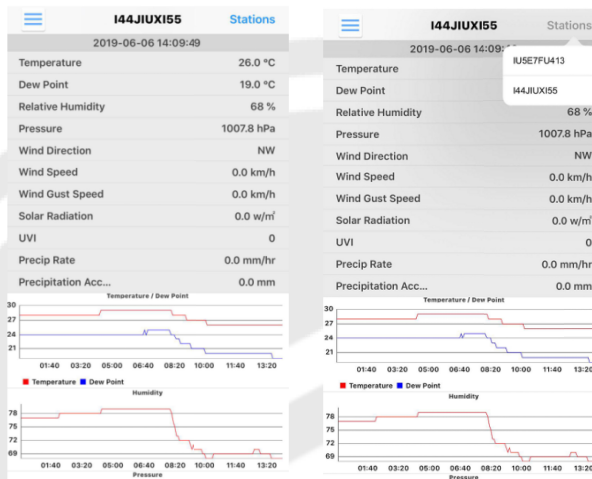 I44JIUXI55 Stations
2019-06-06 14:09:49
Temperature 26.0 °C
Dew Point 19.0 °C
Relative Humidity 68 %
Pressure 1007.8 hPa
Wind Direction NW
Wind Speed 0.0 km/h
Wind Gust Speed 0.0 km/h
Solar Radiation 0.0 w/㎡
UVI 0
Precip Rate 0.0 mm/hr
Precipitation Acc... 0.0 mm
Temperature / Dew Point
30
27
24
21
01:40 03:20 05:00 06:40 08:20 10:00 11:40 13:20
Temperature Dew Point
Humidity
78
75
72
69
01:40 03:20 05:00 06:40 08:20 10:00 11:40 13:20
Pressure
I44JIUXI55 Stations
2019-06-06 14:09:
IU5E7FU413
I44JIUXI55
Temperature
Dew Point
Relative Humidity 68 %
Pressure 1007.8 hPa
Wind Direction NW
Wind Speed 0.0 km/h
Wind Gust Speed 0.0 km/h
Solar Radiation 0.0 w/㎡
UVI 0
Precip Rate 0.0 mm/hr
Precipitation Acc... 0.0 mm
Temperature / Dew Point
30
27
24
21
01:40 03:20 05:00 06:40 08:20 10:00 11:40 13:20
Temperature Dew Point
Humidity
78
75
72
69
01:40 03:20 05:00 06:40 08:20 10:00 11:40 13:20
Pressure